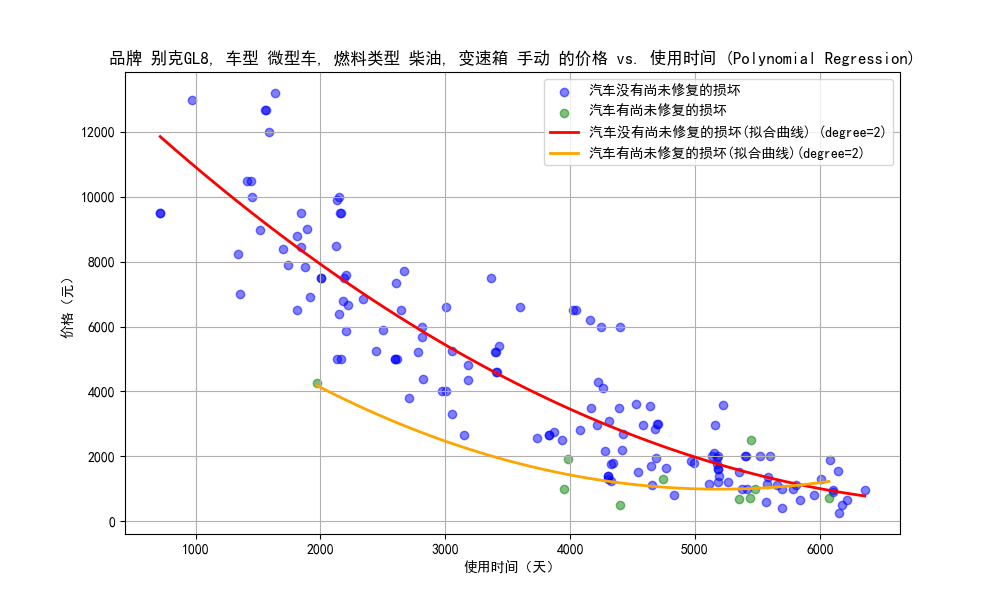 品牌 别克GL8, 车型 微型车, 燃料类型 柴油, 变速箱 手动 的价格 vs. 使用时间 (Polynomial Regression)
汽车没有尚未修复的损坏
汽车有尚未修复的损坏
汽车没有尚未修复的损坏(拟合曲线) (degree=2)
汽车有尚未修复的损坏(拟合曲线)(degree=2)
12000
10000
8000
6000
4000
2000
0
价格（元）
1000 2000 3000 4000 5000 6000
使用时间（天）